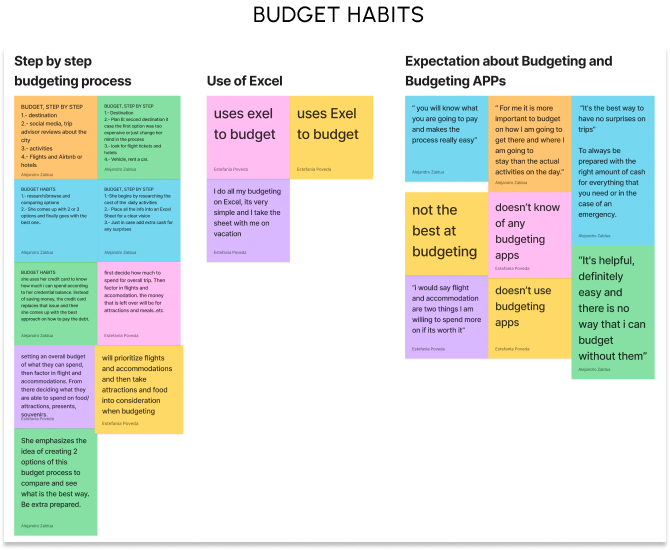 BUDGET HABITS
Step by step
budgeting process
BUDGET, STEP BY STEP
1.- destination
2.- social media, trip
advisor reviews about the
city
3.- activities
4.- Flights and Airbnb or
hotels
Alejandro Zaldua
BUDGET, STEP BY STEP
1.- Destination
2.- Plan B: second destination if
case the first option was too
expensive or just change her
mind in the process
3.- look for flight tickets and
hotels
4.- Vehicle, rent a car.
Alejandro Zaldua
BUDGET HABITS
1.- research/browse and
comparing options
2.- She comes up with 2 or 3
options and finally goes with the
best one.
Alejandro Zaldua
BUDGET, STEP BY STEP
1.-She begins by researching the
cost of the daily activities
2.- Place all the info into an Excel
Sheet for a clear vision
3.- Just in case add extra cash for
any surprises
Alejandro Zaldua
BUDGET HABITS
she uses her credit card to know
how much i can spend according
to her credential balance. Instead
of saving money, the credit card
replaces that issue and then
she comes up with the best
approach on how to pay the debt.
Alejandro Zaldua
first decide how much to
spend for overall trip. Then
factor in flights and
accomodation. the money
that is left over will be for
attractions and meals..etc
Estefania Poveda
setting an overall budget
of what they can spend,
then factor in flight and
accommodations. From
there deciding what they
are able to spend on food/
attractions, presents,
souvenirs.
Estefania Poveda
will prioritize flights
and accommodations
and then take
attractions and food
into consideration
when budgeting
Estefania Poveda
She emphasizes the
idea of creating 2
options of this
budget process to
compare and see
what is the best way.
Be extra prepared.
Alejandro Zaldua
Use of Excel
uses exel
to budget
Estefania Poveda
uses Exel
to budget
Estefania Poveda
I do all my budgeting
on Excel, its very
simple and I take the
sheet with me on
vacation
Estefania Poveda
Expectation about Budgeting and
Budgeting APPs
" you will know what
you are going to pay
and makes the
process really easy"
Alejandro Zaldua
" For me it is more
important to budget
on how I am going to
get there and where I
am going to
stay than the actual
activities on the day."
Alejandro Zaldua
"It's the best way to
have no surprises on
trips"
To always be
prepared with the
right amount of cash
for everything that
you need or in the
case of an
emergency.
Alejandro Zaldua
not the
best at
budgeting
doesn't know
of any
budgeting
apps
Estefania Poveda
"I would say flight
and accommodation
are two things I am
willing to spend more
on if its worth it"
Estefania Poveda
doesn't use
budgeting
apps
Estefania Poveda
"It's helpful,
definitely
easy and
there is no
way that i can
budget
without them"
Alejandro Zaldua